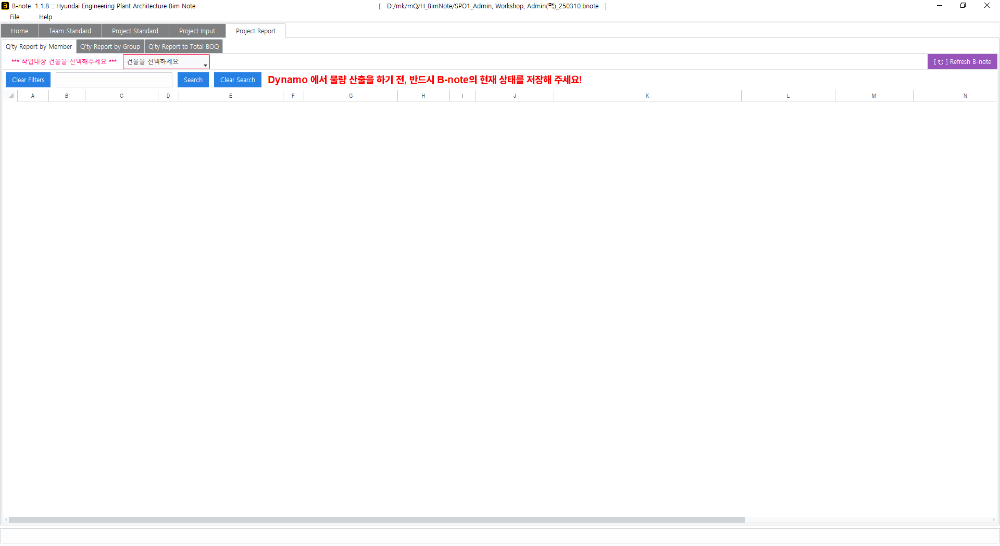 B-note 1.1.8 :: Hyundai Engineering Plant Architecture Bim Note
[ D:/mk/mQ/H_BimNote/SPO1_Admin, Workshop, Admin(맥)_250310.bnote ]
File Help
Home Team Standard Project Standard Project Input Project Report
Q'ty Report by Member Q'ty Report by Group Q'ty Report to Total BOQ
*** 작업대상 건물을 선택해주세요 *** 건물을 선택하세요 [ ] Refresh B-note
Clear Filters Search Clear Search Dynamo 에서 물량 산출을 하기 전, 반드시 B-note의 현재 상태를 저장해 주세요!
A B C D E F G H I J K L M N